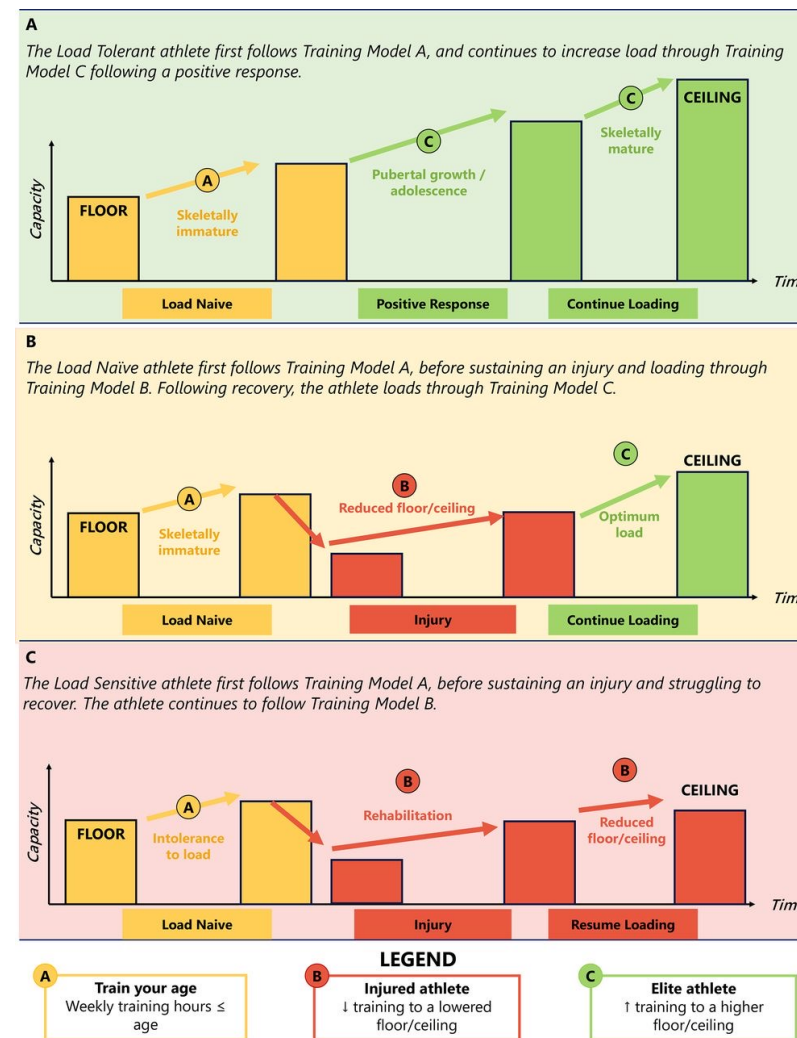 A
The Load Tolerant athlete first follows Training Model A, and continues to increase load through Training
Model C following a positive response.
Capacity
FLOOR
A
Skeletally
immature
C
Pubertal growth /
adolescence
C
Skeletally
mature
CEILING
Tim
Load Naive
Positive Response
Continue Loading
B
The Load Naïve athlete first follows Training Model A, before sustaining an injury and loading through
Training Model B. Following recovery, the athlete loads through Training Model C.
Capacity
FLOOR
A
Skeletally
immature
B
Reduced floor/ceiling
C
Optimum
load
CEILING
Tim
Load Naive
Injury
Continue Loading
C
The Load Sensitive athlete first follows Training Model A, before sustaining an injury and struggling to
recover. The athlete continues to follow Training Model B.
Capacity
FLOOR
A
Intolerance
to load
B
Rehabilitation
B
Reduced
floor/ceiling
CEILING
Tim
Load Naive
Injury
Resume Loading
LEGEND
A
Train your age
Weekly training hours ≤
age
B
Injured athlete
↓ training to a lowered
floor/ceiling
C
Elite athlete
↑ training to a higher
floor/ceiling